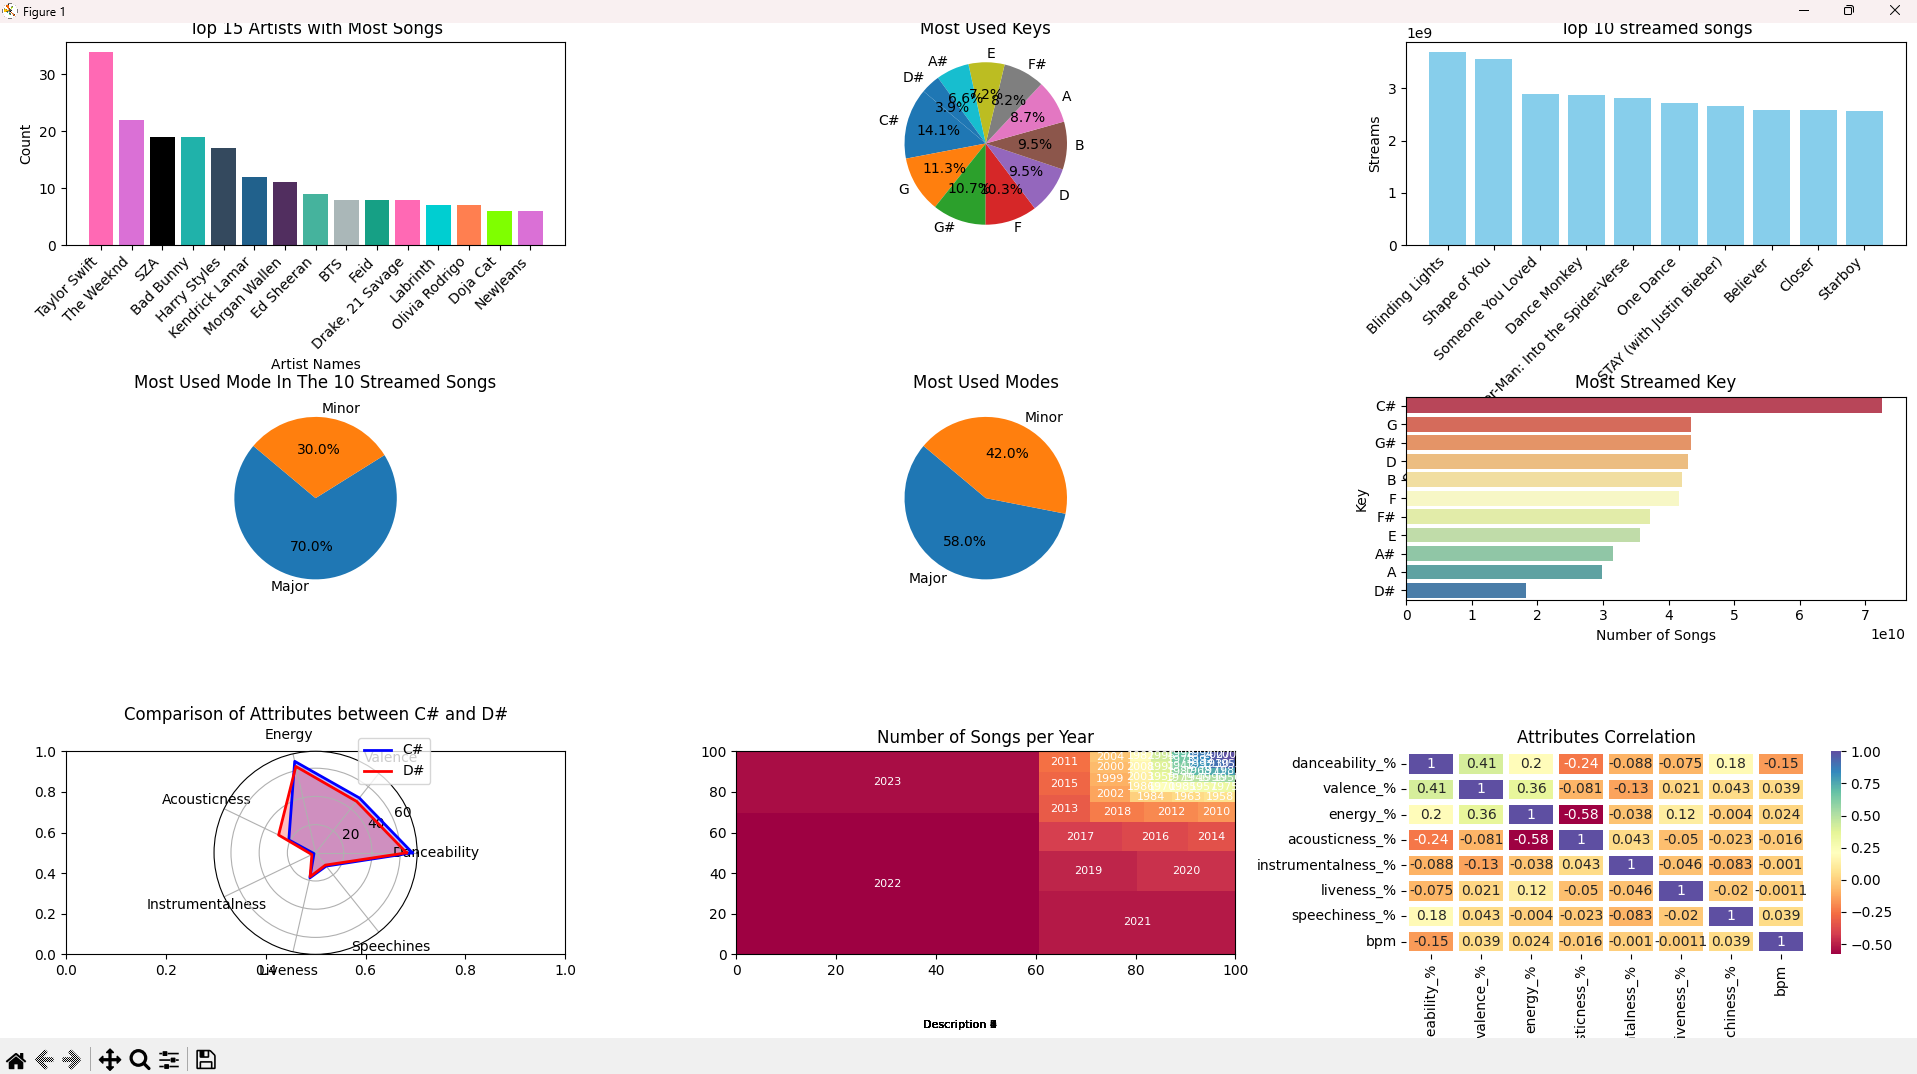 Figure 1
Top 15 Artists with Most Songs
Count
30
20
10
0
Taylor Swift
The Weeknd
SZA
Bad Bunny
Harry Styles
Kendrick Lamar
Morgan Wallen
Ed Sheeran
BTS
Feid
Drake, 21 Savage
Labrinth
Olivia Rodrigo
Doja Cat
NewJeans
Artist Names
Most Used Keys
E
F#
A
B
D
F
G#
G
C#
D#
A#
7.2%
8.2%
8.7%
9.5%
9.5%
10.3%
10.7%
11.3%
14.1%
3.9%
6.6%
Top 10 streamed songs
1e9
Streams
3
2
1
0
Blinding Lights
Shape of You
Someone You Loved
Dance Monkey
er-Man: Into the Spider-Verse
One Dance
STAY (with Justin Bieber)
Believer
Closer
Starboy
Most Used Mode In The 10 Streamed Songs
Minor
30.0%
70.0%
Major
Most Used Modes
Minor
42.0%
58.0%
Major
Most Streamed Key
Key
C#
G
G#
D
B
F
F#
E
A#
A
D#
0 1 2 3 4 5 6 7
1e10
Number of Songs
Comparison of Attributes between C# and D#
Energy
Valence
C#
D#
Acousticness
Danceability
Instrumentalness
Speechines
Liveness
20
40
60
1.0
0.8
0.6
0.4
0.2
0.0
0.0 0.2 0.4 0.6 0.8 1.0
Number of Songs per Year
100
80
60
40
20
0
0 20 40 60 80 100
2023
2022
2021
2019
2020
2017
2016
2014
2013
2018
2012
2010
2015
2011
2002
1999
2000
2004
1984
1963
1958
Description
Attributes Correlation
danceability_% 1 0.41 0.2 -0.24 -0.088 -0.075 0.18 -0.15
valence_% 0.41 1 0.36 -0.081 -0.13 0.021 0.043 0.039
energy_% 0.2 0.36 1 -0.58 -0.038 0.12 -0.004 0.024
acousticness_% -0.24 -0.081 -0.58 1 0.043 -0.05 -0.023 -0.016
instrumentalness_% -0.088 -0.13 -0.038 0.043 1 -0.046 -0.083 -0.001
liveness_% -0.075 0.021 0.12 -0.05 -0.046 1 -0.02 -0.0011
speechiness_% 0.18 0.043 -0.004 -0.023 -0.083 -0.02 1 0.039
bpm -0.15 0.039 0.024 -0.016 -0.001 -0.0011 0.039 1
eability_%
valence_%
energy_%
sticness_%
talness_%
iveness_%
chiness_%
bpm
1.00
0.75
0.50
0.25
0.00
−0.25
−0.50